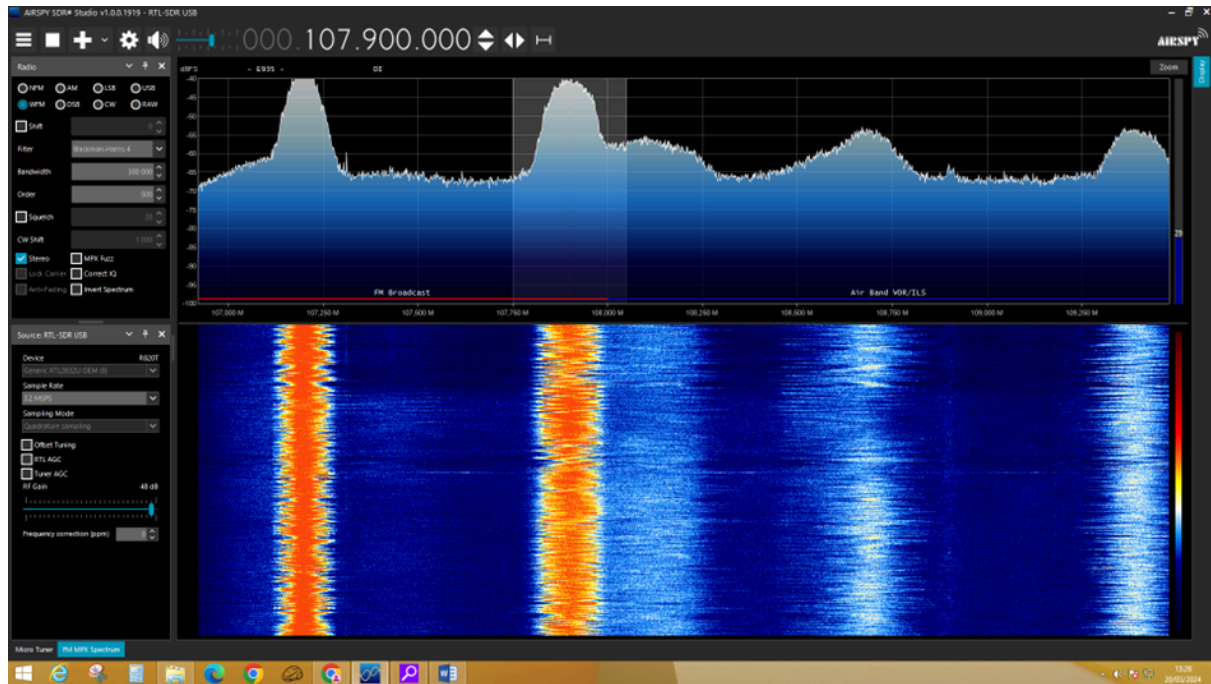 AIRSPY SDR# Studio v1.0.0.1919 - RTL-SDR USB
000.107.900.000
AIRSPY
Radio
NFM AM LSB USB
WFM DSB CW RAW
Shift 0
Filter Blackman-Harris 4
Bandwidth 300 000
Order 500
Squelch
CW Shift 1 000
Stereo MPX Fuzz
Lock Carrier Correct IQ
Anti-Fading Invert Spectrum
Source: RTL-SDR USB
Device R820T
Generic RTL2832U OEM (0)
Sample Rate
3.2 MSPS
Sampling Mode
Quadrature sampling
Offset Tuning
RTL AGC
Tuner AGC
RF Gain 48 dB
Frequency correction (ppm) 0
Micro Tuner FM MPX Spectrum
dBFS - E935 - DI
Zoom
Display
-40
-45
-50
-55
-60
-65
-70
-75
-80
-85
-90
-95
-100
29
FM Broadcast Air Band VOR/ILS
107,000 M 107,250 M 107,500 M 107,750 M 108,000 M 108,250 M 108,500 M 108,750 M 109,000 M 109,250 M
13:26
20/03/2024